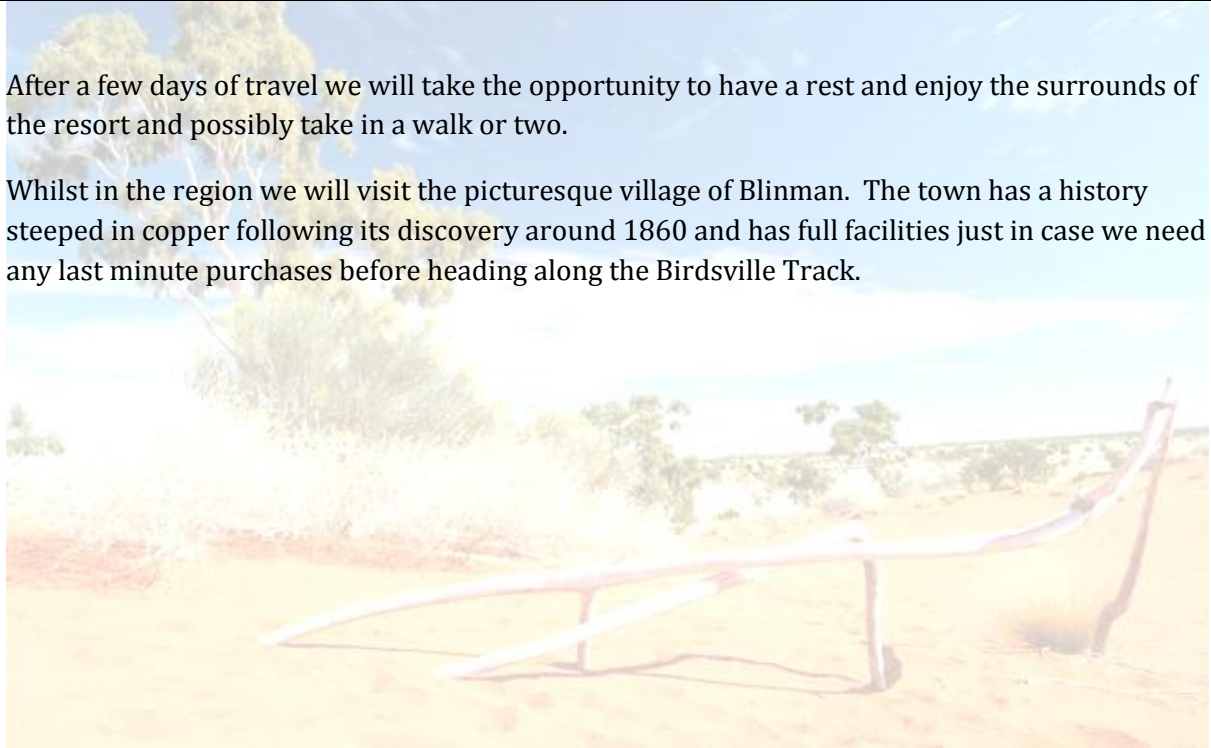 After a few days of travel we will take the opportunity to have a rest and enjoy the surrounds of
the resort and possibly take in a walk or two.
Whilst in the region we will visit the picturesque village of Blinman.  The town has a history
steeped in copper following its discovery around 1860 and has full facilities just in case we need
any last minute purchases before heading along the Birdsville Track.